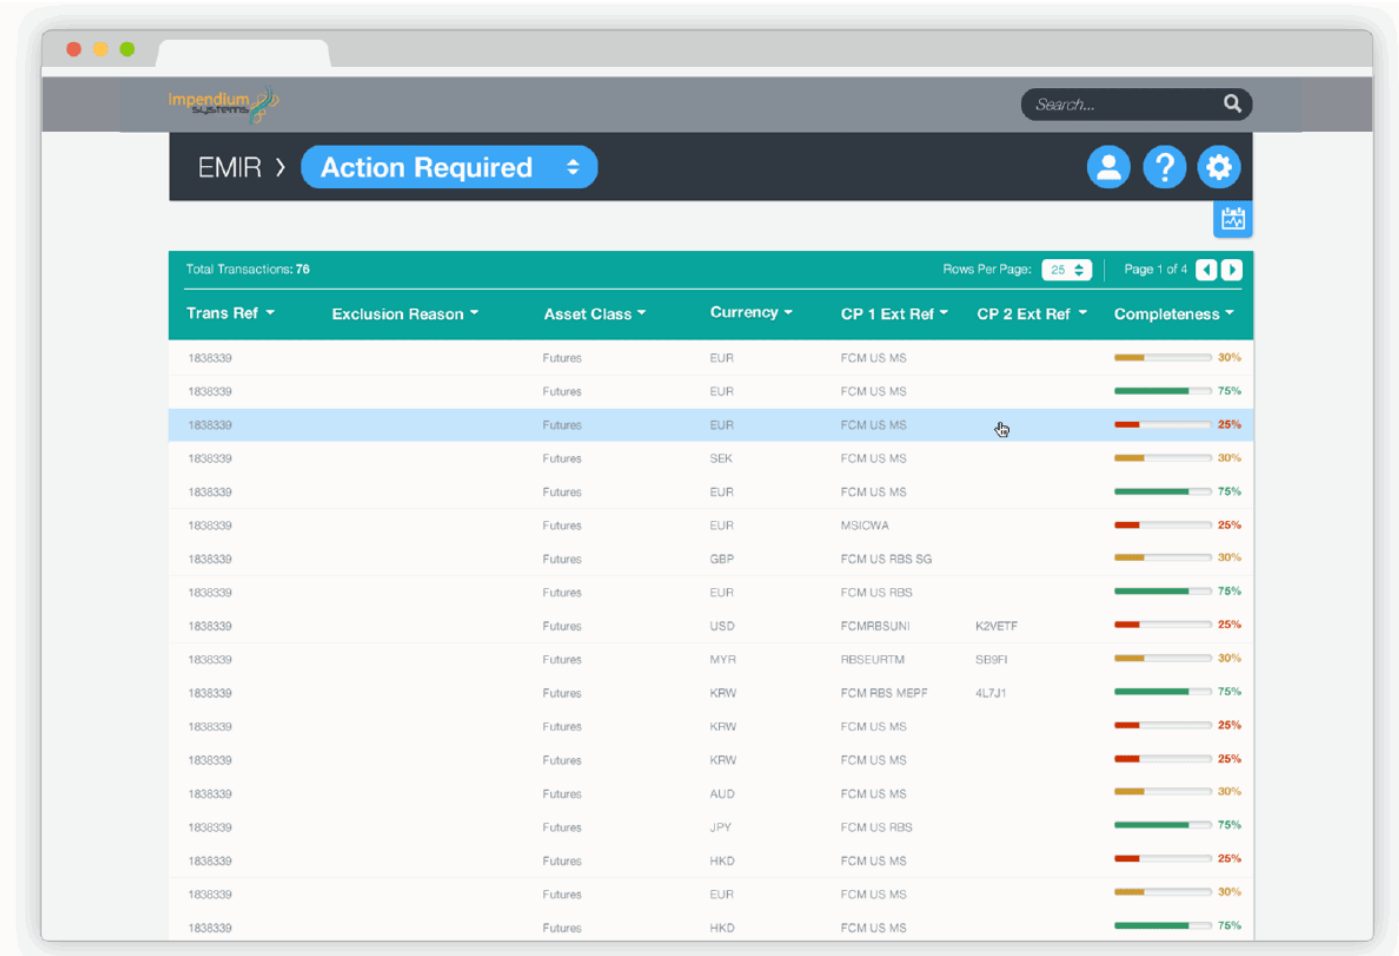 impendium
systems
Search...
EMIR > Action Required
Total Transactions: 76 Rows Per Page: 25 Page 1 of 4
Trans Ref Exclusion Reason Asset Class Currency CP 1 Ext Ref CP 2 Ext Ref Completeness
1838339 Futures EUR FCM US MS 30%
1838339 Futures EUR FCM US MS 75%
1838339 Futures EUR FCM US MS 25%
1838339 Futures SEK FCM US MS 30%
1838339 Futures EUR FCM US MS 75%
1838339 Futures EUR MSICWA 25%
1838339 Futures GBP FCM US RBS SG 30%
1838339 Futures EUR FCM US RBS 75%
1838339 Futures USD FCMRBSUNI K2VETF 25%
1838339 Futures MYR RBSEURTM SB9FI 30%
1838339 Futures KRW FCM RBS MEPF 4L7J1 75%
1838339 Futures KRW FCM US MS 25%
1838339 Futures KRW FCM US MS 25%
1838339 Futures AUD FCM US MS 30%
1838339 Futures JPY FCM US RBS 75%
1838339 Futures HKD FCM US MS 25%
1838339 Futures EUR FCM US MS 30%
1838339 Futures HKD FCM US MS 75%